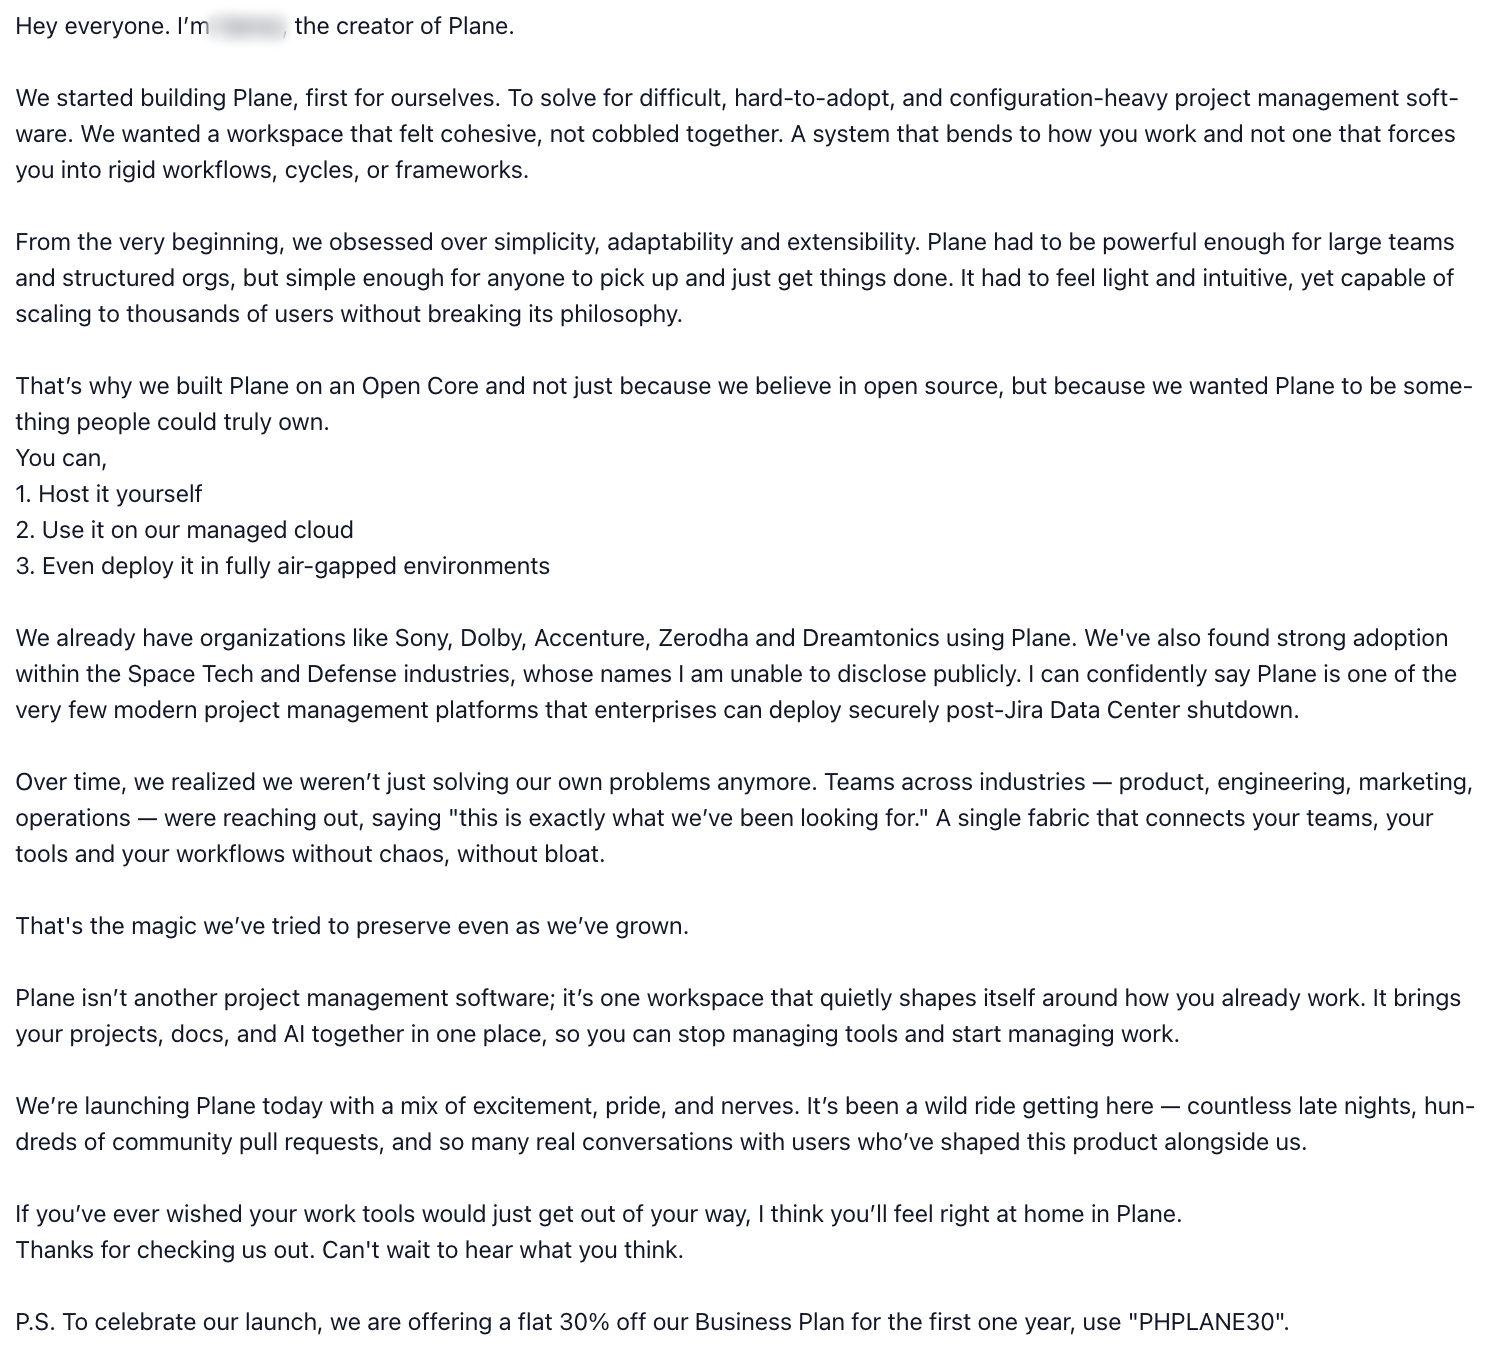 Hey everyone. I’m the creator of Plane.
We started building Plane, first for ourselves. To solve for difficult, hard-to-adopt, and configuration-heavy project management soft-
ware. We wanted a workspace that felt cohesive, not cobbled together. A system that bends to how you work and not one that forces
you into rigid workflows, cycles, or frameworks.
From the very beginning, we obsessed over simplicity, adaptability and extensibility. Plane had to be powerful enough for large teams
and structured orgs, but simple enough for anyone to pick up and just get things done. It had to feel light and intuitive, yet capable of
scaling to thousands of users without breaking its philosophy.
That’s why we built Plane on an Open Core and not just because we believe in open source, but because we wanted Plane to be some-
thing people could truly own.
You can,
1. Host it yourself
2. Use it on our managed cloud
3. Even deploy it in fully air-gapped environments
We already have organizations like Sony, Dolby, Accenture, Zerodha and Dreamtonics using Plane. We've also found strong adoption
within the Space Tech and Defense industries, whose names I am unable to disclose publicly. I can confidently say Plane is one of the
very few modern project management platforms that enterprises can deploy securely post-Jira Data Center shutdown.
Over time, we realized we weren’t just solving our own problems anymore. Teams across industries — product, engineering, marketing,
operations — were reaching out, saying "this is exactly what we’ve been looking for." A single fabric that connects your teams, your
tools and your workflows without chaos, without bloat.
That's the magic we’ve tried to preserve even as we’ve grown.
Plane isn’t another project management software; it’s one workspace that quietly shapes itself around how you already work. It brings
your projects, docs, and AI together in one place, so you can stop managing tools and start managing work.
We’re launching Plane today with a mix of excitement, pride, and nerves. It’s been a wild ride getting here — countless late nights, hun-
dreds of community pull requests, and so many real conversations with users who’ve shaped this product alongside us.
If you’ve ever wished your work tools would just get out of your way, I think you’ll feel right at home in Plane.
Thanks for checking us out. Can't wait to hear what you think.
P.S. To celebrate our launch, we are offering a flat 30% off our Business Plan for the first one year, use "PHPLANE30".